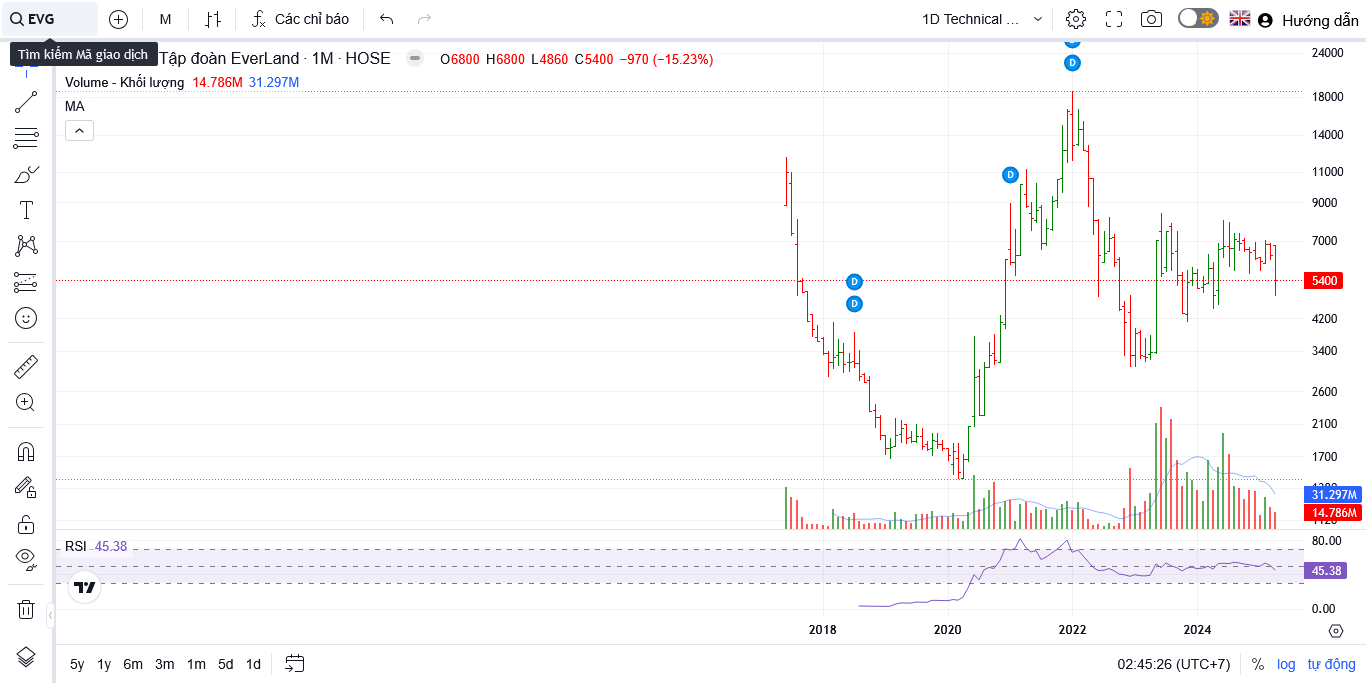 EVG
M
Các chỉ báo
1D Technical ...
Hướng dẫn
Tìm kiếm Mã giao dịch
Tập đoàn EverLand · 1M · HOSE
O6800 H6800 L4860 C5400 −970 (−15.23%)
Volume - Khối lượng 14.786M 31.297M
MA
24000
18000
14000
11000
9000
7000
5400
4200
3400
2600
2100
1700
31.297M
14.786M
D
D
D
D
D
RSI 45.38
80.00
45.38
0.00
2018
2020
2022
2024
5y 1y 6m 3m 1m 5d 1d
02:45:26 (UTC+7)
% log tự động